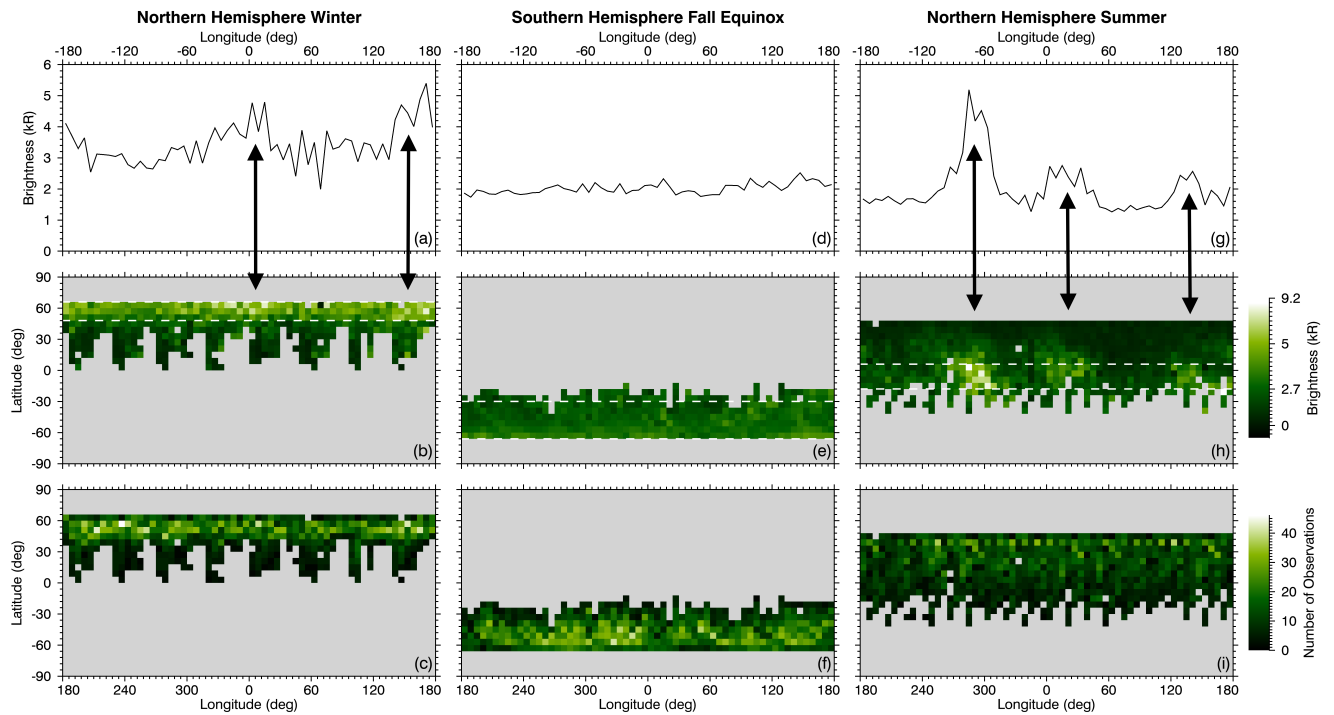 Northern Hemisphere Winter
Southern Hemisphere Fall Equinox
Northern Hemisphere Summer
Longitude (deg)
Longitude (deg)
Longitude (deg)
-180 -120 -60 0 60 120 180
-180 -120 -60 0 60 120 180
-180 -120 -60 0 60 120 180
Brightness (kR)
6
5
4
3
2
1
0
(a)
(d)
(g)
Latitude (deg)
90
60
30
0
-30
-60
-90
(b)
(e)
(h)
9.2
5
2.7
0
Brightness (kR)
Latitude (deg)
90
60
30
0
-30
-60
-90
(c)
(f)
(i)
40
30
20
10
0
Number of Observations
180 240 300 0 60 120 180
180 240 300 0 60 120 180
180 240 300 0 60 120 180
Longitude (deg)
Longitude (deg)
Longitude (deg)